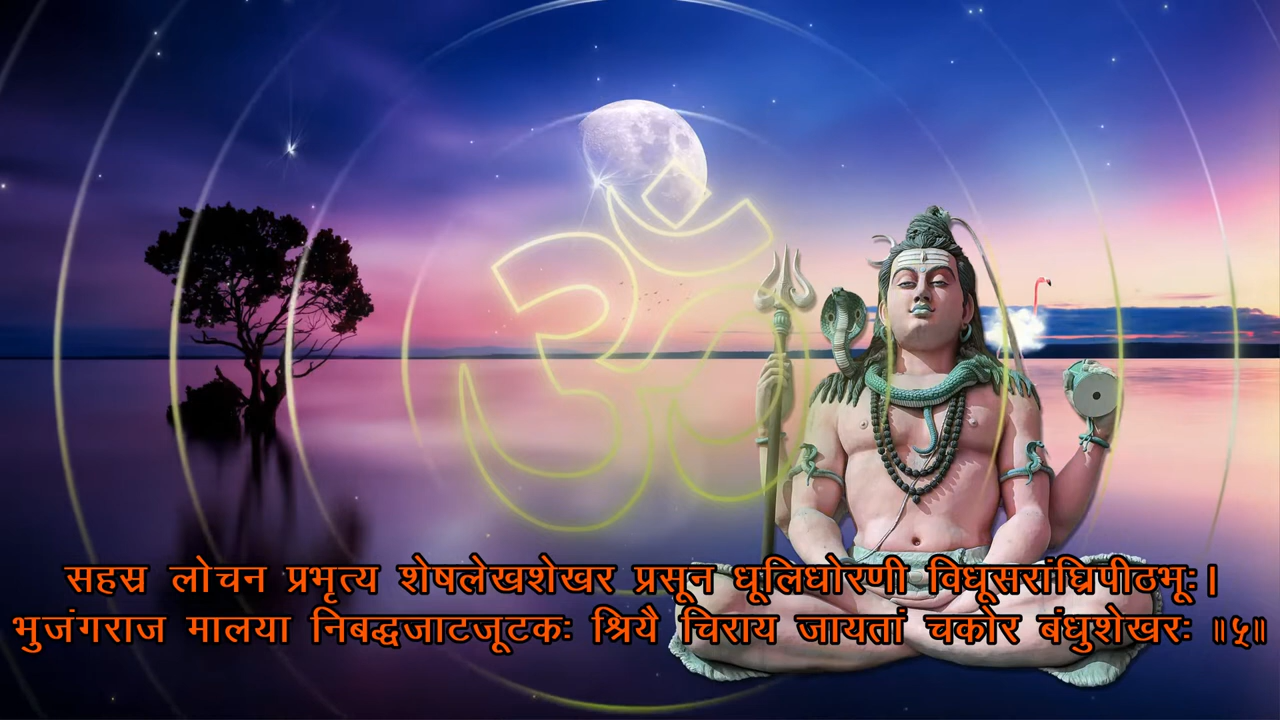 सहस्र लोचन प्रभृत्य शेषलेखशेखर प्रसून धूलिधोरणी विधूसरांघ्रिपीठभूः।
भुजंगराज मालया निबद्धजाटजूटकः श्रियै चिराय जायतां चकोर बंधुशेखरः ॥५॥
ॐ